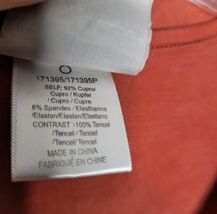 171395/171395P
SELF; 92% Cupro/
Cupro / Kupfer
/ Cupro / Cupro
8% Spandex / Elasthanne
/Elastan/Elastan/Elastano
CONTRAST -100% Tencel
/Tencel/ Tencel
/Tencel/ Tencel
MADE IN CHINA
FABRIQUÉ EN CHINE